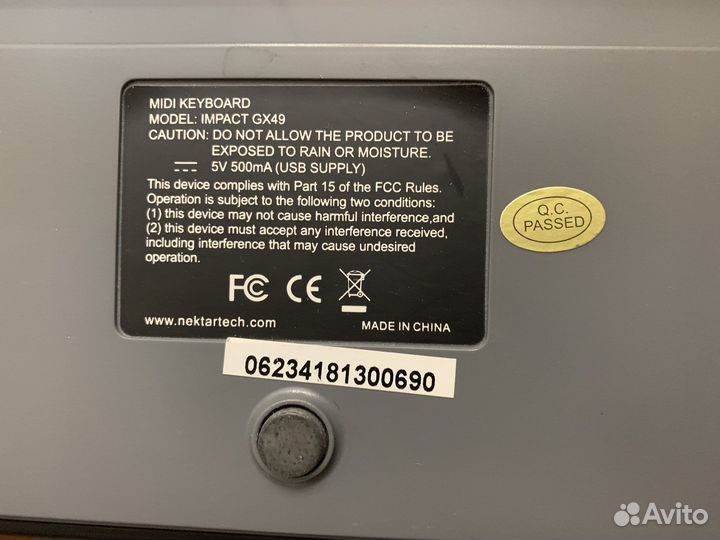 MIDI KEYBOARD
MODEL: IMPACT GX49
CAUTION: DO NOT ALLOW THE PRODUCT TO BE
EXPOSED TO RAIN OR MOISTURE.
5V 500mA (USB SUPPLY)
This device complies with Part 15 of the FCC Rules.
Operation is subject to the following two conditions:
(1) this device may not cause harmful interference,and
(2) this device must accept any interference received,
including interference that may cause undesired
operation.
FC CE
www.nektartech.com
MADE IN CHINA
Q.C.
PASSED
06234181300690
Avito